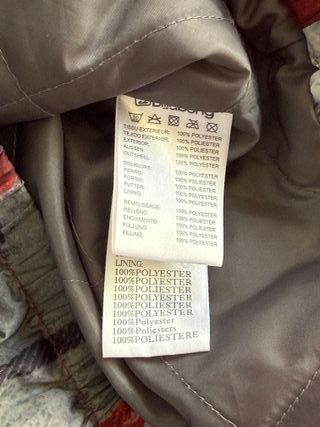 Billabong
TISSU EXTERIEUR: 100% POLYESTER
TEJIDO EXTERIOR: 100% POLIESTER
EXTERIOR: 100% POLIESTER
AUSSEN: 100% POLYESTER
OUTSHELL: 100% POLYESTER
DOUBLURE: 100% POLYESTER
FORRO: 100% POLIESTER
FORRO: 100% POLIESTER
FUTTER: 100% POLYESTER
LINING: 100% POLYESTER
REMPLISSAGE: 100% POLYESTER
RELLENO: 100% POLIESTER
ENCHIMENTO: 100% POLIESTER
FULLUNG: 100% POLYESTER
FILLING: 100% POLYESTER
LINING:
100%POLYESTER
100%POLYESTER
100%POLYESTER
100%POLYESTER
100%POLYESTER
100%Polyester
100%Poliesters
100%POLIESTERE